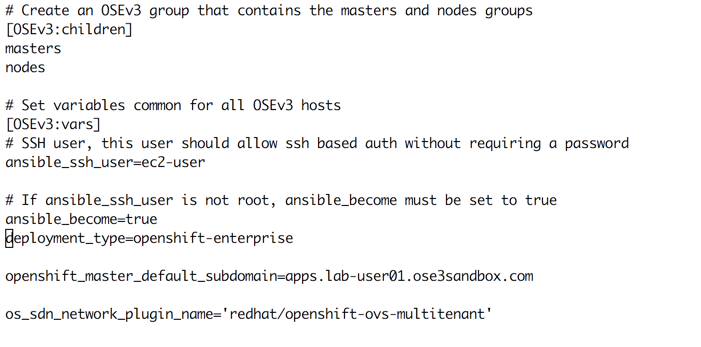 # Create an OSEv3 group that contains the masters and nodes groups
[OSEv3:children]
masters
nodes
# Set variables common for all OSEv3 hosts
[OSEv3:vars]
# SSH user, this user should allow ssh based auth without requiring a password
ansible_ssh_user=ec2-user
# If ansible_ssh_user is not root, ansible_become must be set to true
ansible_become=true
deployment_type=openshift-enterprise
openshift_master_default_subdomain=apps.lab-user01.ose3sandbox.com
os_sdn_network_plugin_name='redhat/openshift-ovs-multitenant'